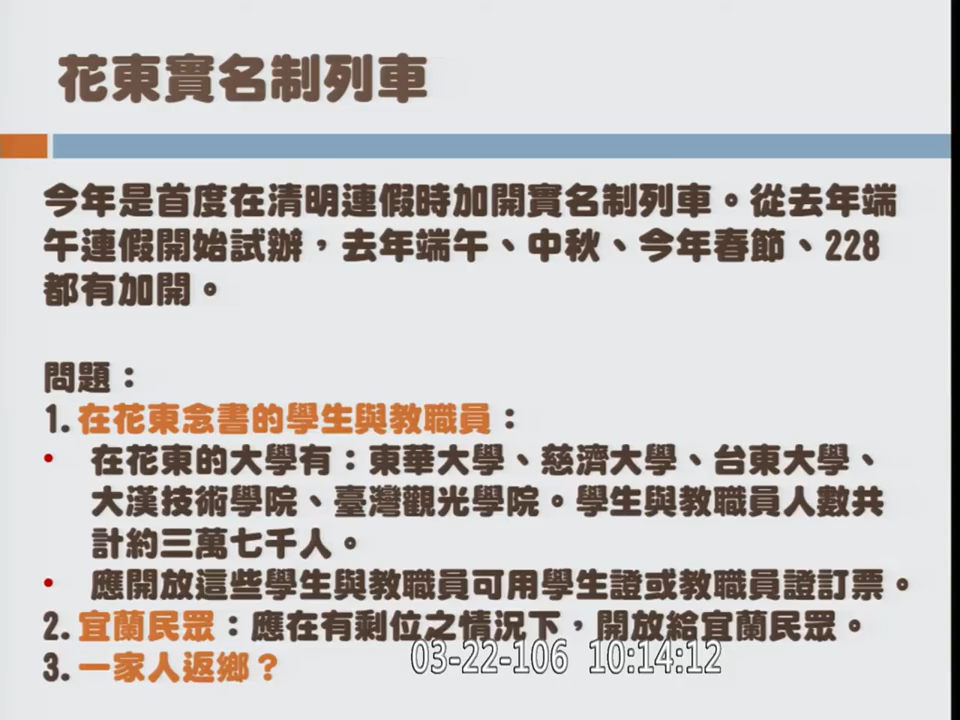 花東實名制列車
今年是首度在清明連假時加開實名制列車。從去年端
午連假開始試辦，去年端午、中秋、今年春節、228
都有加開。
問題：
1. 在花東念書的學生與教職員：
• 在花東的大學有：東華大學、慈濟大學、台東大學、
大漢技術學院、臺灣觀光學院。學生與教職員人數共
計約三萬七千人。
• 應開放這些學生與教職員可用學生證或教職員證訂票。
2. 宜蘭民眾：應在有剩位之情況下，開放給宜蘭民眾。
3. 一家人返鄉？
03-22-106 10:14:12